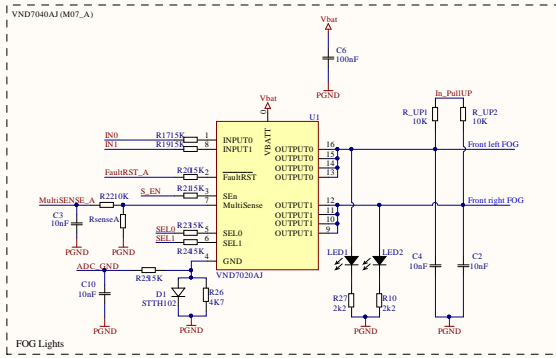 VND7040AJ (M07_A)
Vbat
C6
100nF
PGND
Vbat
In_PullUP
R_UP1
10K
R_UP2
10K
U1
0
VBATT
IN0
R17
15K
1
INPUT0
OUTPUT0
16
Front left FOG
IN1
R19
15K
8
INPUT1
OUTPUT0
15
OUTPUT0
14
OUTPUT0
13
FaultRST_A
R20
15K
2
FaultRST
S_EN
R21
15K
3
SEn
MultiSENSE_A
R22
10K
7
MultiSense
OUTPUT1
12
Front right FOG
OUTPUT1
11
OUTPUT1
10
OUTPUT1
9
C3
10nF
RsenseA
PGND
PGND
SEL0
R23
15K
5
SEL0
SEL1
R24
15K
6
SEL1
4
GND
VND7020AJ
LED1
LED2
C4
10nF
C2
10nF
ADC_GND
R25
15K
C10
10nF
D1
STTH102
R26
4K7
R27
2k2
R10
2k2
PGND
PGND
PGND
PGND
FOG Lights